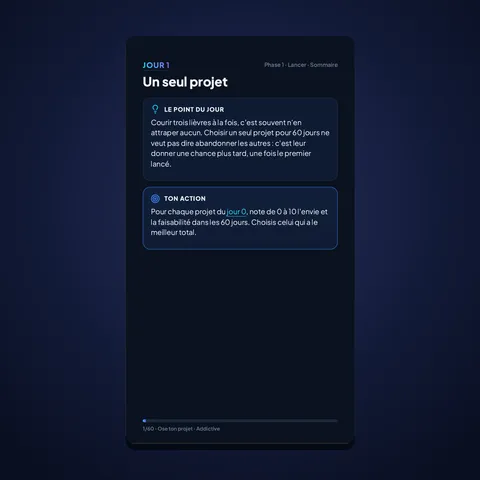 JOUR 1
Phase 1 · Lancer · Sommaire
Un seul projet
LE POINT DU JOUR
Courir trois lièvres à la fois, c'est souvent n'en
attraper aucun. Choisir un seul projet pour 60 jours ne
veut pas dire abandonner les autres : c'est leur
donner une chance plus tard, une fois le premier
lancé.
TON ACTION
Pour chaque projet du jour 0, note de 0 à 10 l'envie et
la faisabilité dans les 60 jours. Choisis celui qui a le
meilleur total.
1/60 · Ose ton projet · Addictive